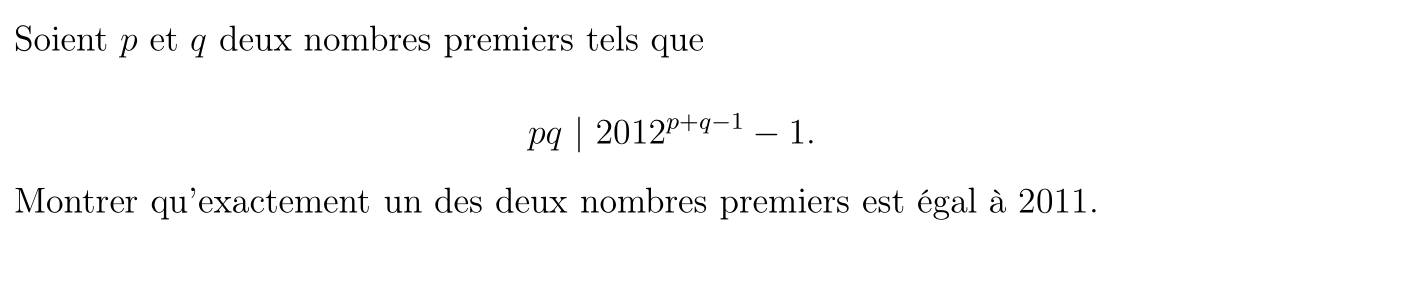 Soient p et q deux nombres premiers tels que
pq | 2012^{p+q−1} − 1.
Montrer qu'exactement un des deux nombres premiers est égal à 2011.